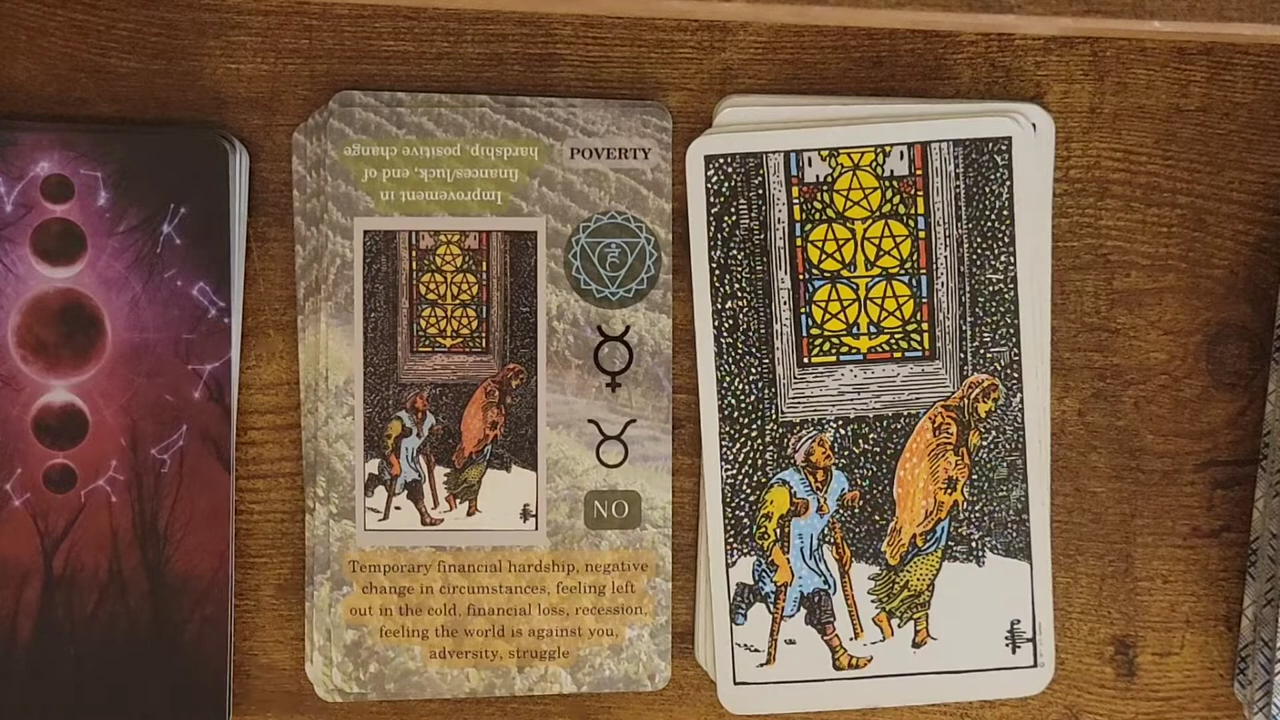 POVERTY
Improvement in
finances/luck, end of
hardship, positive change
NO
Temporary financial hardship, negative
change in circumstances, feeling left
out in the cold, financial loss, recession,
feeling the world is against you,
adversity, struggle